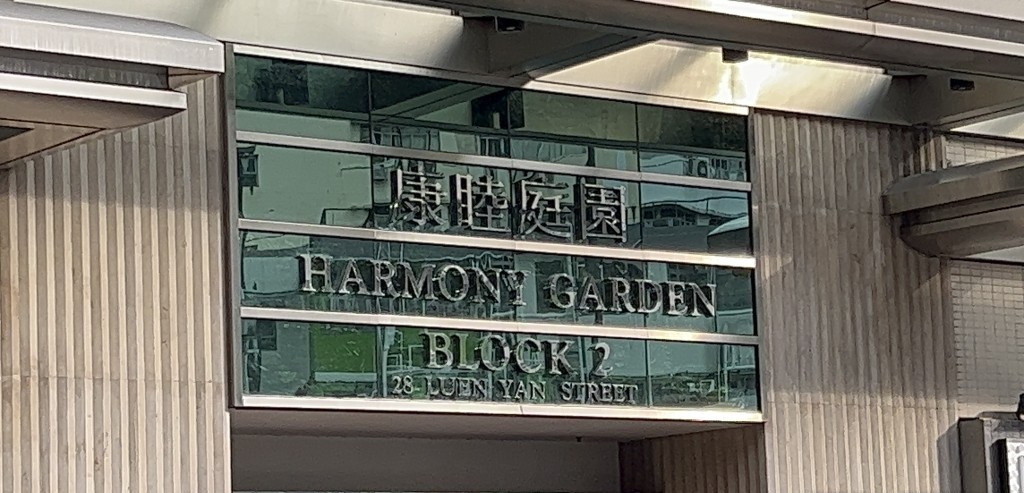 康睦庭園
HARMONY GARDEN
BLOCK 2
28 LUEN YAN STREET